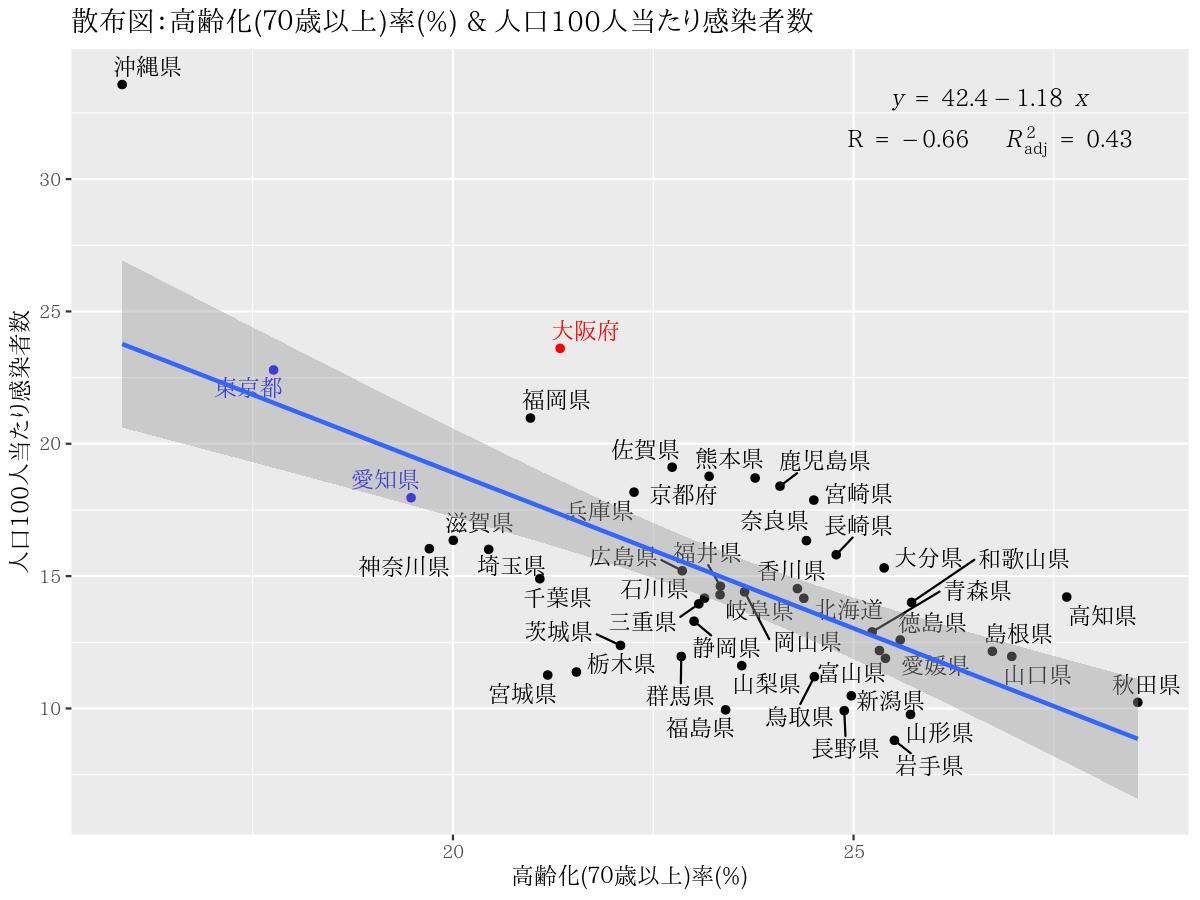 散布図：高齢化(70歳以上)率(%) & 人口100人当たり感染者数
沖縄県
y = 42.4 − 1.18 x
R = −0.66 R²adj = 0.43
30
25
20
15
10
人口100人当たり感染者数
大阪府
東京都
福岡県
佐賀県
熊本県
鹿児島県
愛知県
京都府
宮崎県
兵庫県
滋賀県
奈良県
長崎県
神奈川県
埼玉県
広島県
福井県
香川県
大分県
和歌山県
千葉県
石川県
岐阜県
北海道
青森県
高知県
三重県
徳島県
茨城県
静岡県
岡山県
島根県
栃木県
富山県
愛媛県
山口県
宮城県
群馬県
山梨県
新潟県
秋田県
福島県
鳥取県
山形県
長野県
岩手県
20
25
高齢化(70歳以上)率(%)